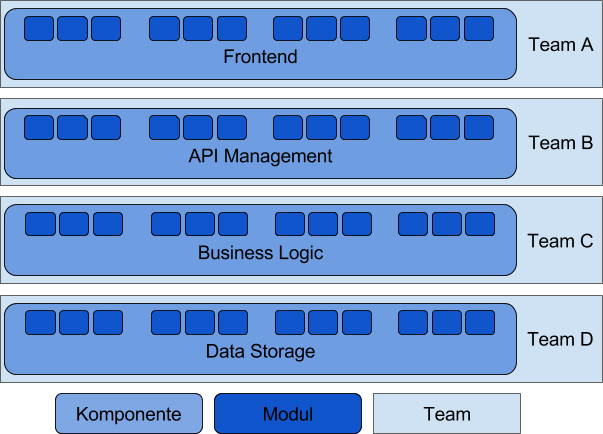 Frontend
Team A
API Management
Team B
Business Logic
Team C
Data Storage
Team D
Komponente
Modul
Team